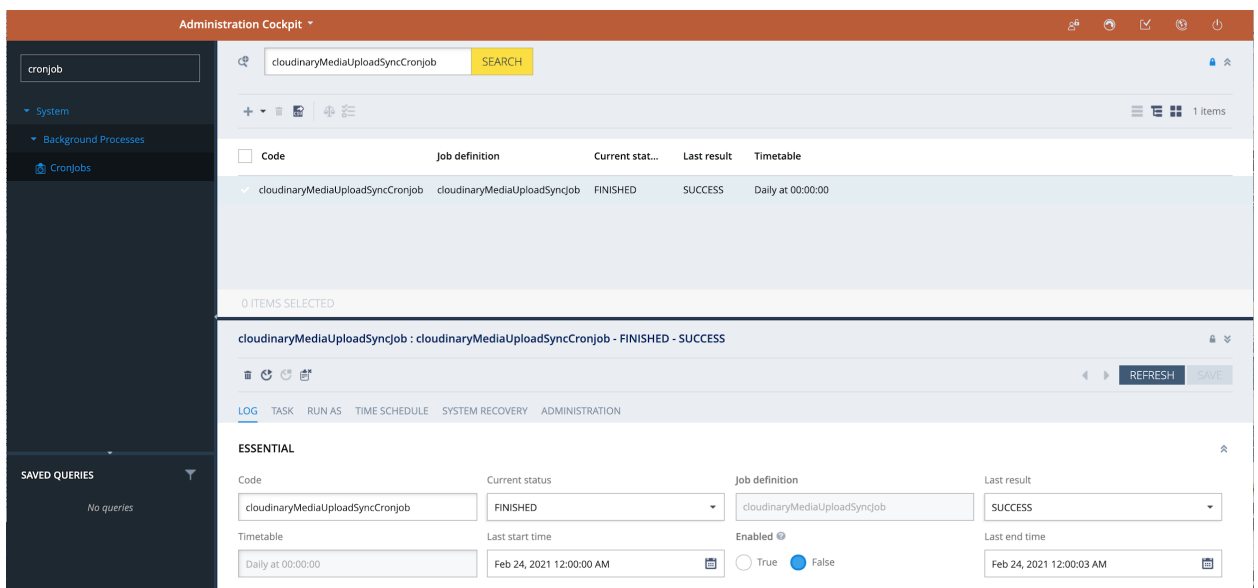 Administration Cockpit
cronjob
System
Background Processes
CronJobs
SAVED QUERIES
No queries
cloudinaryMediaUploadSyncCronjob SEARCH
1 items
Code Job definition Current stat... Last result Timetable
cloudinaryMediaUploadSyncCronjob cloudinaryMediaUploadSyncJob FINISHED SUCCESS Daily at 00:00:00
0 ITEMS SELECTED
cloudinaryMediaUploadSyncJob : cloudinaryMediaUploadSyncCronjob - FINISHED - SUCCESS
REFRESH SAVE
LOG TASK RUN AS TIME SCHEDULE SYSTEM RECOVERY ADMINISTRATION
ESSENTIAL
Code Current status Job definition Last result
cloudinaryMediaUploadSyncCronjob FINISHED cloudinaryMediaUploadSyncJob SUCCESS
Timetable Last start time Enabled Last end time
Daily at 00:00:00 Feb 24, 2021 12:00:00 AM True False Feb 24, 2021 12:00:03 AM